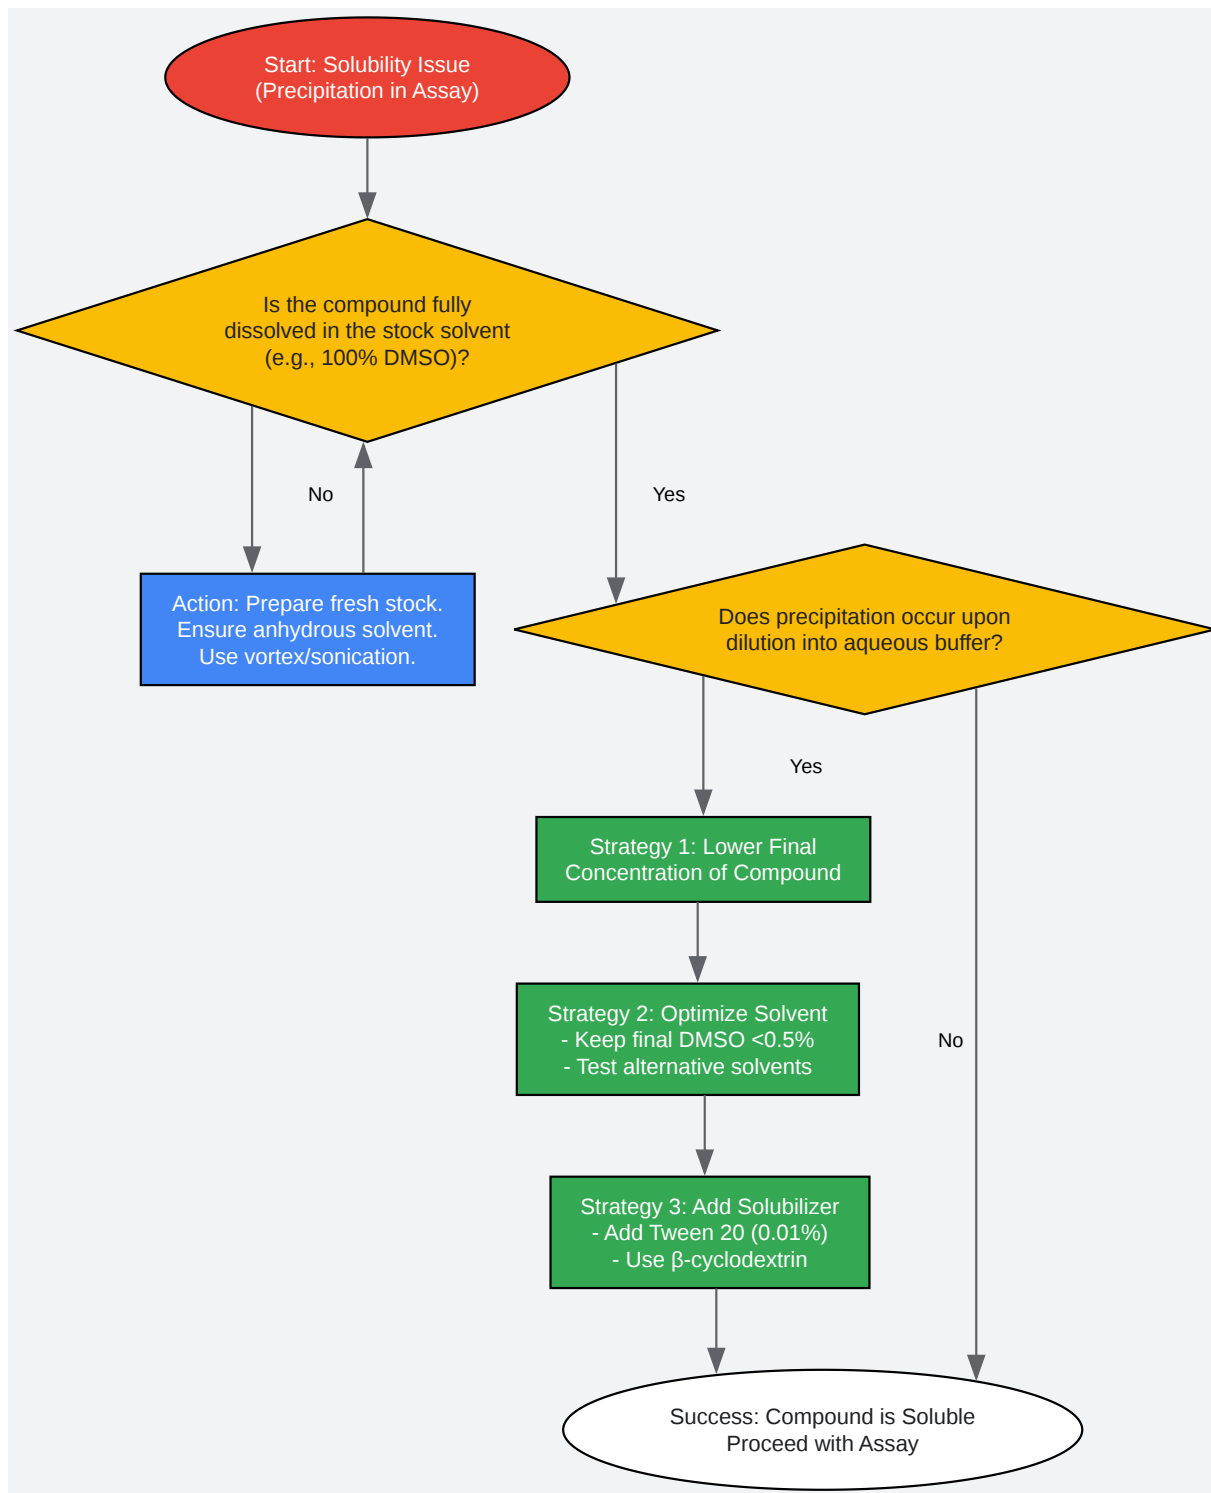 Start: Solubility Issue
(Precipitation in Assay)
Is the compound fully
dissolved in the stock solvent
(e.g., 100% DMSO)?
No
Yes
Action: Prepare fresh stock.
Ensure anhydrous solvent.
Use vortex/sonication.
Does precipitation occur upon
dilution into aqueous buffer?
Yes
Strategy 1: Lower Final
Concentration of Compound
Strategy 2: Optimize Solvent
- Keep final DMSO <0.5%
- Test alternative solvents
No
Strategy 3: Add Solubilizer
- Add Tween 20 (0.01%)
- Use β-cyclodextrin
Success: Compound is Soluble
Proceed with Assay